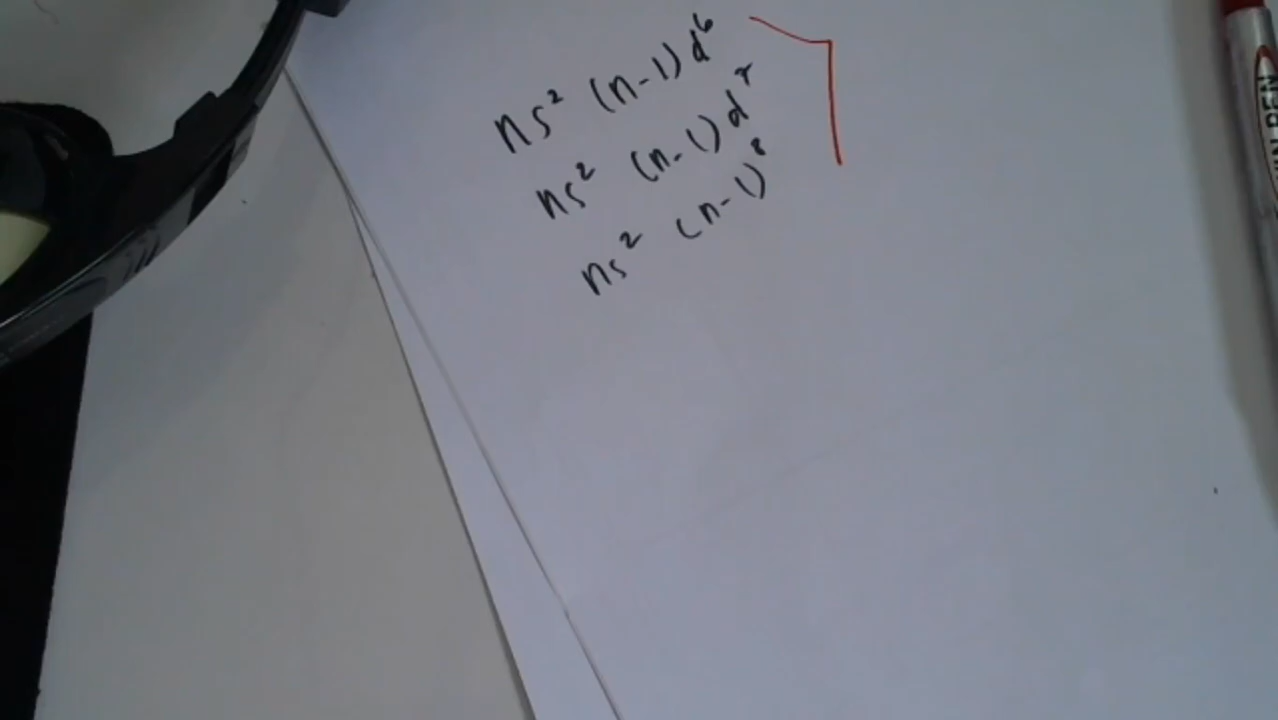 ns² (n-1)d⁶
ns² (n-1)d⁷
ns² (n-1)⁸